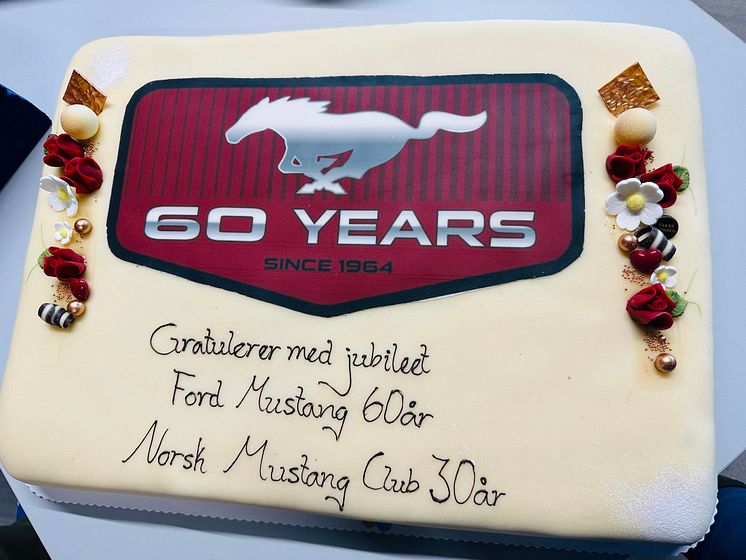 60 YEARS
SINCE 1964
Gratulerer med jubileet
Ford Mustang 60år
Norsk Mustang Club 30år